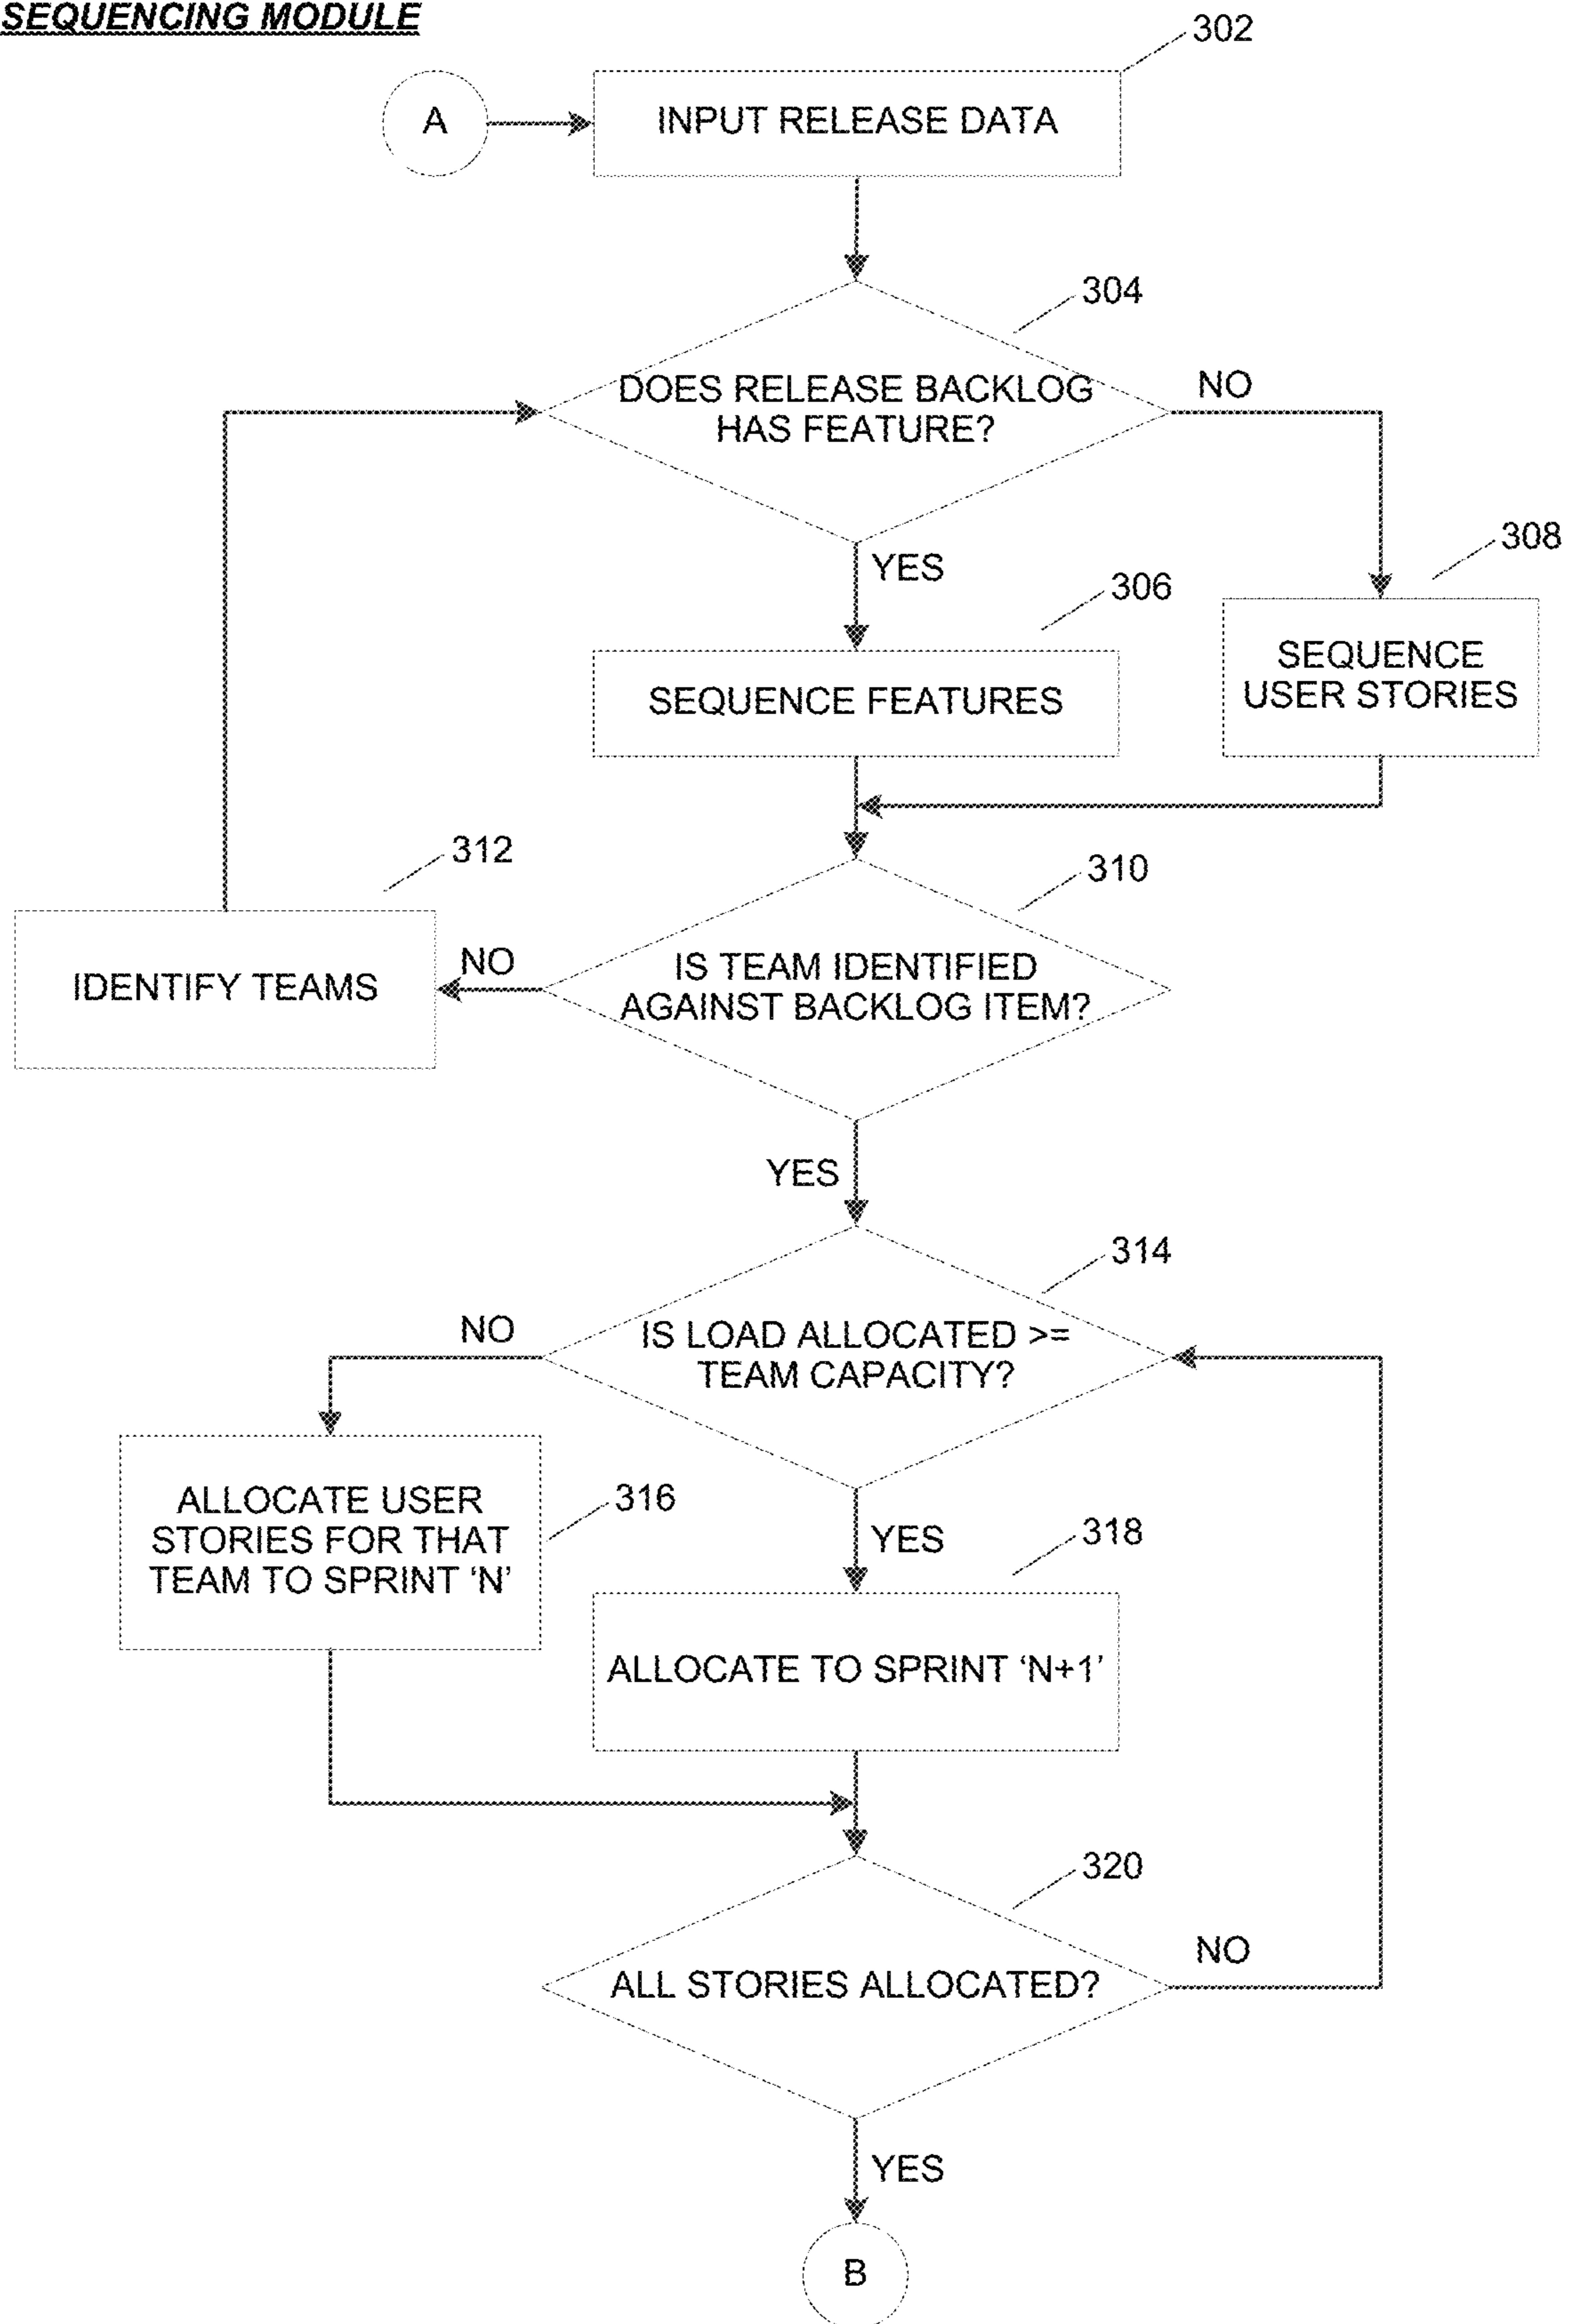 SEQUENCING MODULE
302
A
INPUT RELEASE DATA
304
DOES RELEASE BACKLOG
HAS FEATURE?
NO
YES
308
306
SEQUENCE
USER STORIES
SEQUENCE FEATURES
312
310
IDENTIFY TEAMS
NO
IS TEAM IDENTIFIED
AGAINST BACKLOG ITEM?
YES
314
NO
IS LOAD ALLOCATED >=
TEAM CAPACITY?
ALLOCATE USER
STORIES FOR THAT
TEAM TO SPRINT ‘N’
316
YES
318
ALLOCATE TO SPRINT ‘N+1’
320
NO
ALL STORIES ALLOCATED?
YES
B